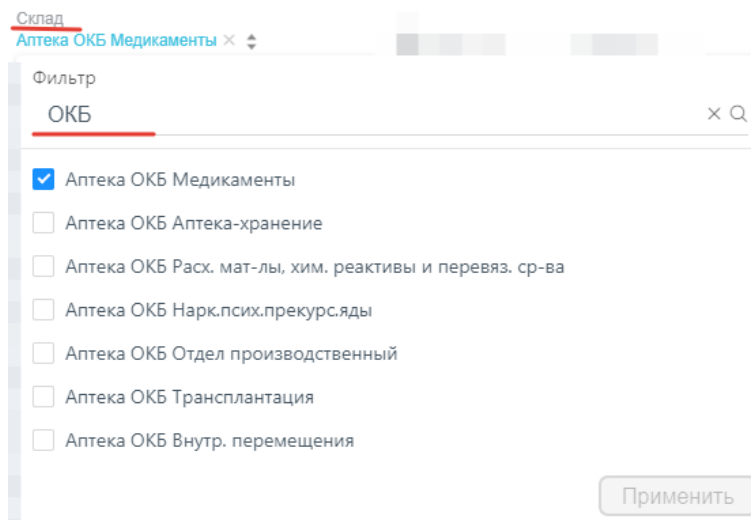 Склад
Аптека ОКБ Медикаменты
Фильтр
ОКБ
Аптека ОКБ Медикаменты
Аптека ОКБ Аптека-хранение
Аптека ОКБ Расх. мат-лы, хим. реактивы и перевяз. ср-ва
Аптека ОКБ Нарк.псих.прекурс.яды
Аптека ОКБ Отдел производственный
Аптека ОКБ Трансплантация
Аптека ОКБ Внутр. перемещения
Применить